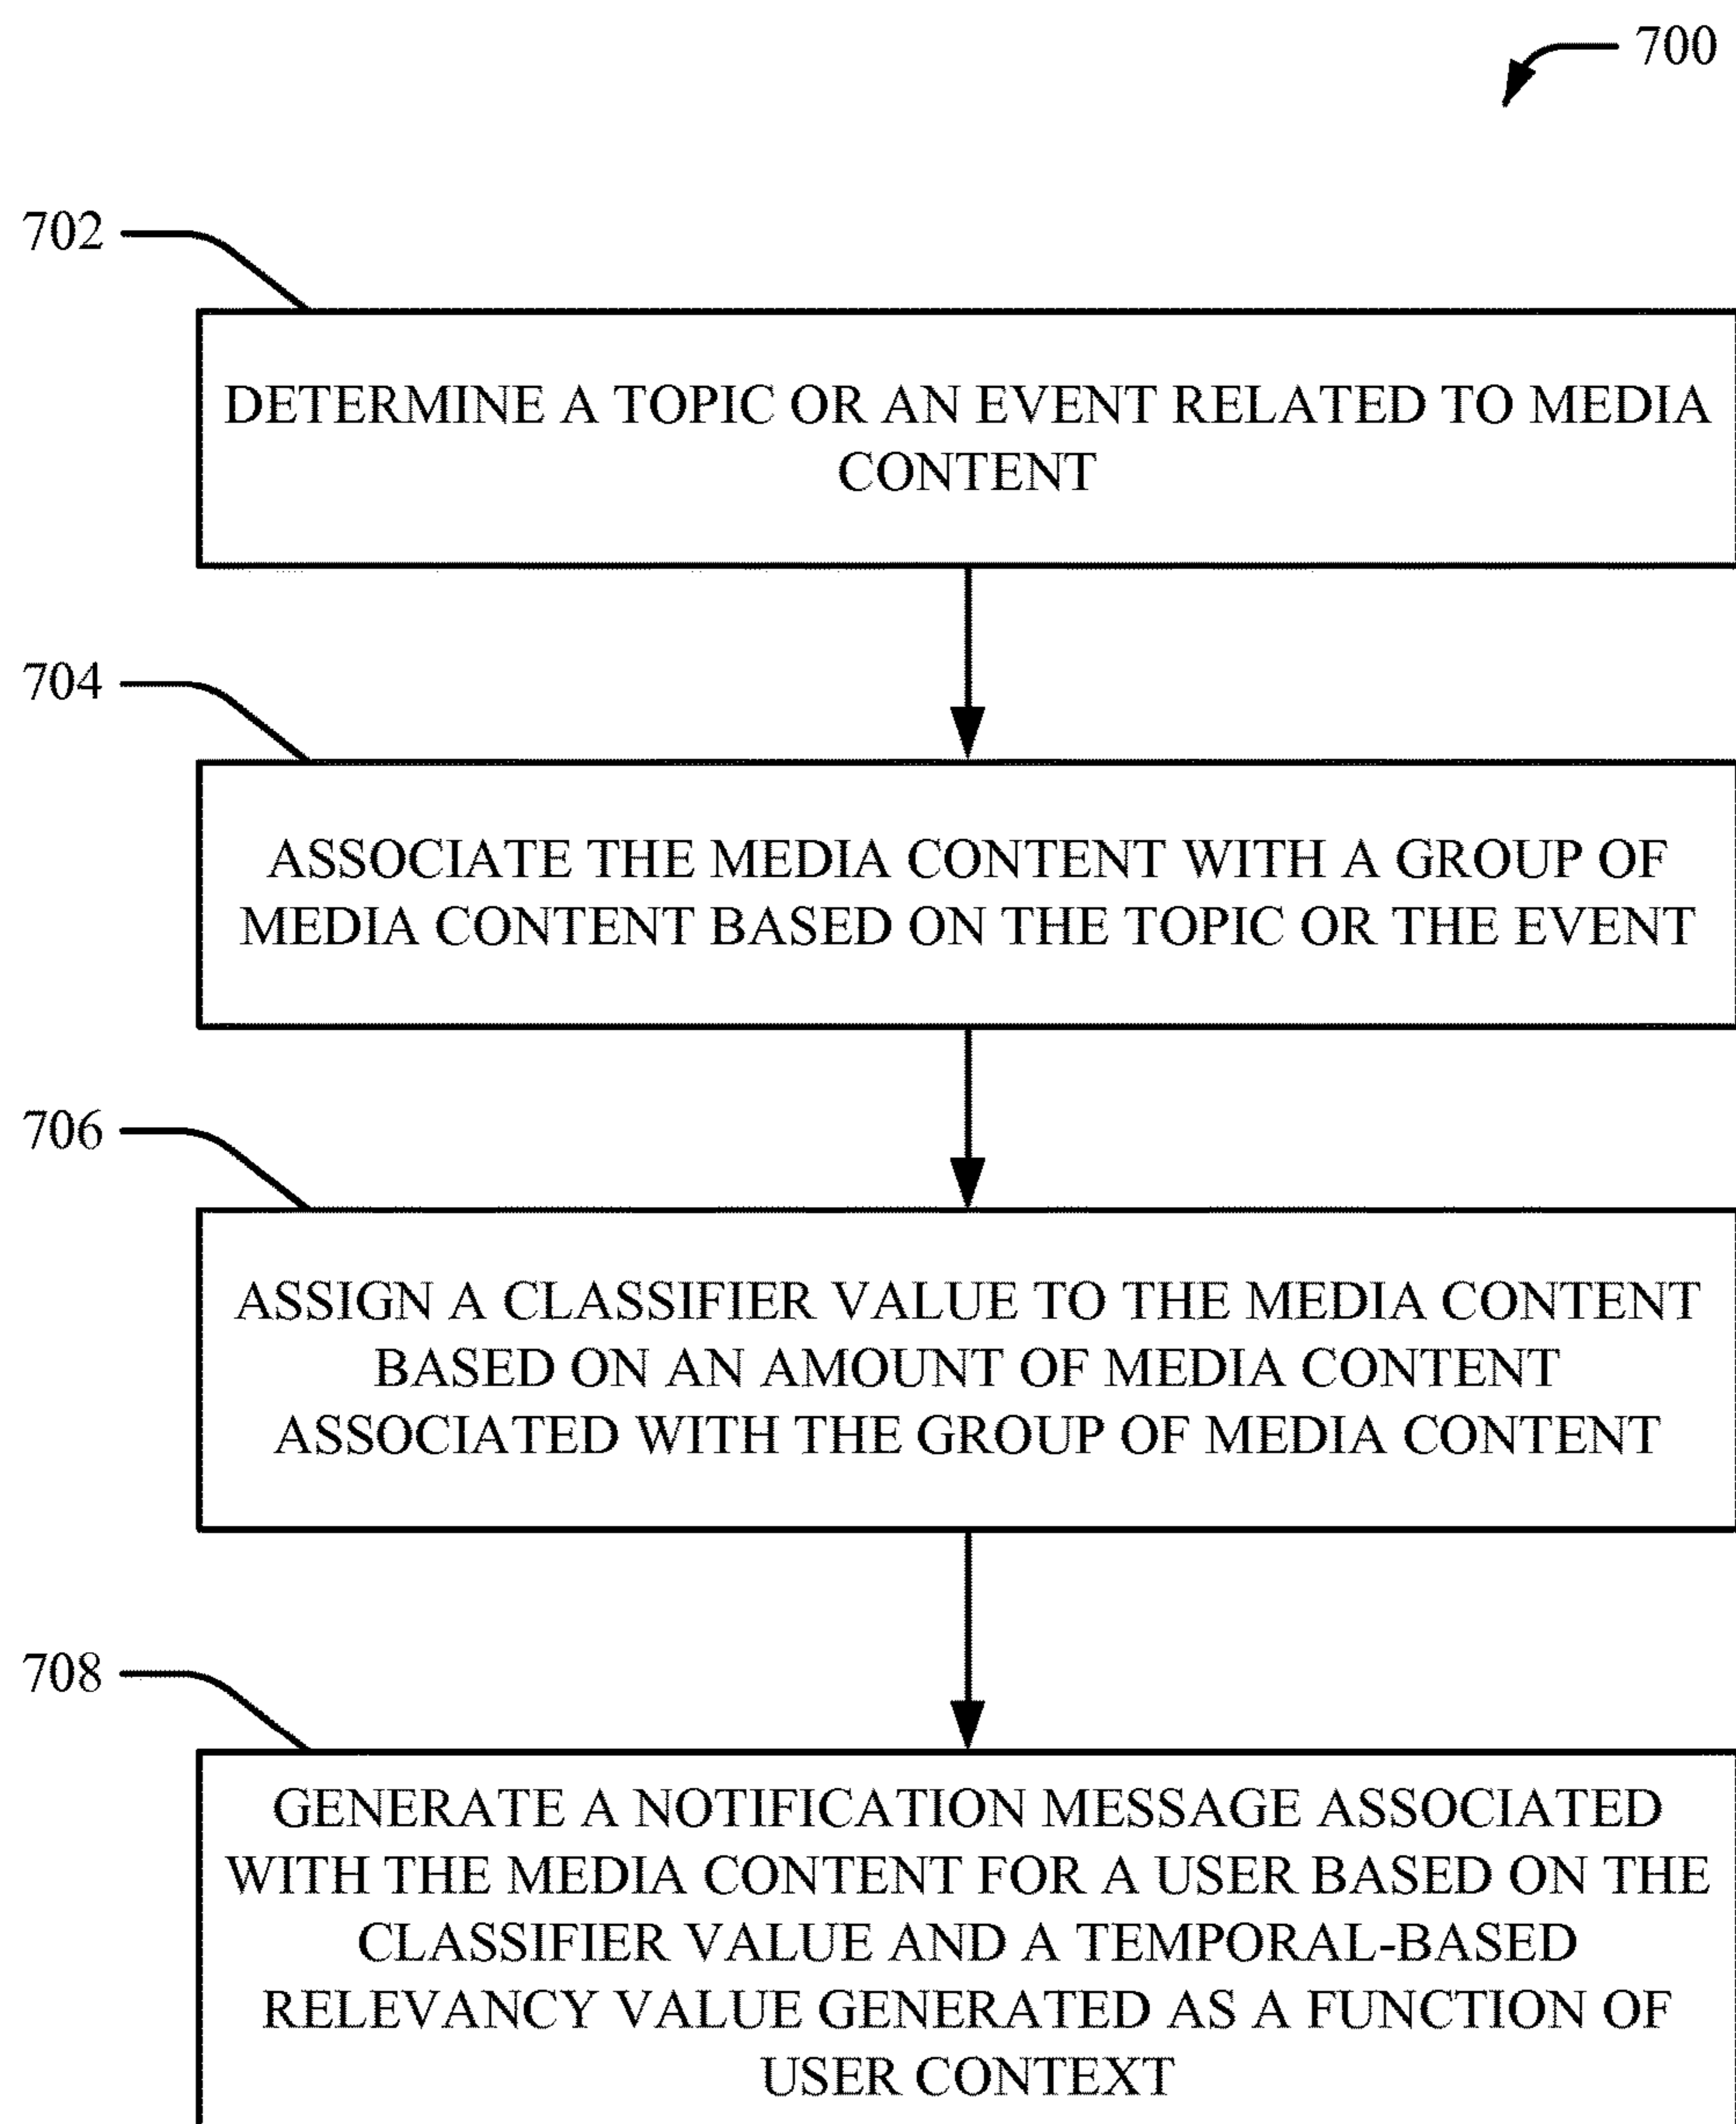 700
702
DETERMINE A TOPIC OR AN EVENT RELATED TO MEDIA
CONTENT
704
ASSOCIATE THE MEDIA CONTENT WITH A GROUP OF
MEDIA CONTENT BASED ON THE TOPIC OR THE EVENT
706
ASSIGN A CLASSIFIER VALUE TO THE MEDIA CONTENT
BASED ON AN AMOUNT OF MEDIA CONTENT
ASSOCIATED WITH THE GROUP OF MEDIA CONTENT
708
GENERATE A NOTIFICATION MESSAGE ASSOCIATED
WITH THE MEDIA CONTENT FOR A USER BASED ON THE
CLASSIFIER VALUE AND A TEMPORAL-BASED
RELEVANCY VALUE GENERATED AS A FUNCTION OF
USER CONTEXT